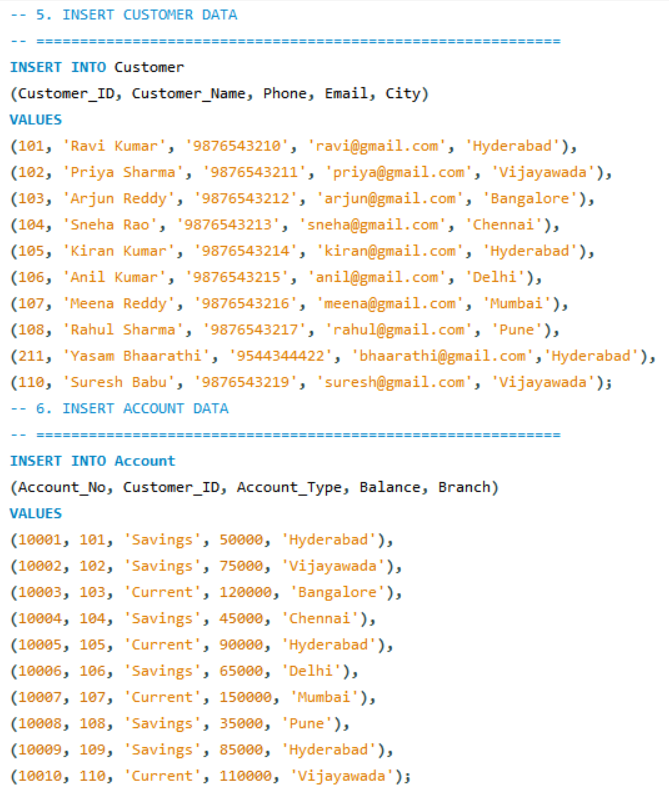 -- 5. INSERT CUSTOMER DATA
-- ============================================================
INSERT INTO Customer
(Customer_ID, Customer_Name, Phone, Email, City)
VALUES
(101, 'Ravi Kumar', '9876543210', 'ravi@gmail.com', 'Hyderabad'),
(102, 'Priya Sharma', '9876543211', 'priya@gmail.com', 'Vijayawada'),
(103, 'Arjun Reddy', '9876543212', 'arjun@gmail.com', 'Bangalore'),
(104, 'Sneha Rao', '9876543213', 'sneha@gmail.com', 'Chennai'),
(105, 'Kiran Kumar', '9876543214', 'kiran@gmail.com', 'Hyderabad'),
(106, 'Anil Kumar', '9876543215', 'anil@gmail.com', 'Delhi'),
(107, 'Meena Reddy', '9876543216', 'meena@gmail.com', 'Mumbai'),
(108, 'Rahul Sharma', '9876543217', 'rahul@gmail.com', 'Pune'),
(211, 'Yasam Bhaarathi', '9544344422', 'bhaarathi@gmail.com','Hyderabad'),
(110, 'Suresh Babu', '9876543219', 'suresh@gmail.com', 'Vijayawada');
-- 6. INSERT ACCOUNT DATA
-- ============================================================
INSERT INTO Account
(Account_No, Customer_ID, Account_Type, Balance, Branch)
VALUES
(10001, 101, 'Savings', 50000, 'Hyderabad'),
(10002, 102, 'Savings', 75000, 'Vijayawada'),
(10003, 103, 'Current', 120000, 'Bangalore'),
(10004, 104, 'Savings', 45000, 'Chennai'),
(10005, 105, 'Current', 90000, 'Hyderabad'),
(10006, 106, 'Savings', 65000, 'Delhi'),
(10007, 107, 'Current', 150000, 'Mumbai'),
(10008, 108, 'Savings', 35000, 'Pune'),
(10009, 109, 'Savings', 85000, 'Hyderabad'),
(10010, 110, 'Current', 110000, 'Vijayawada');